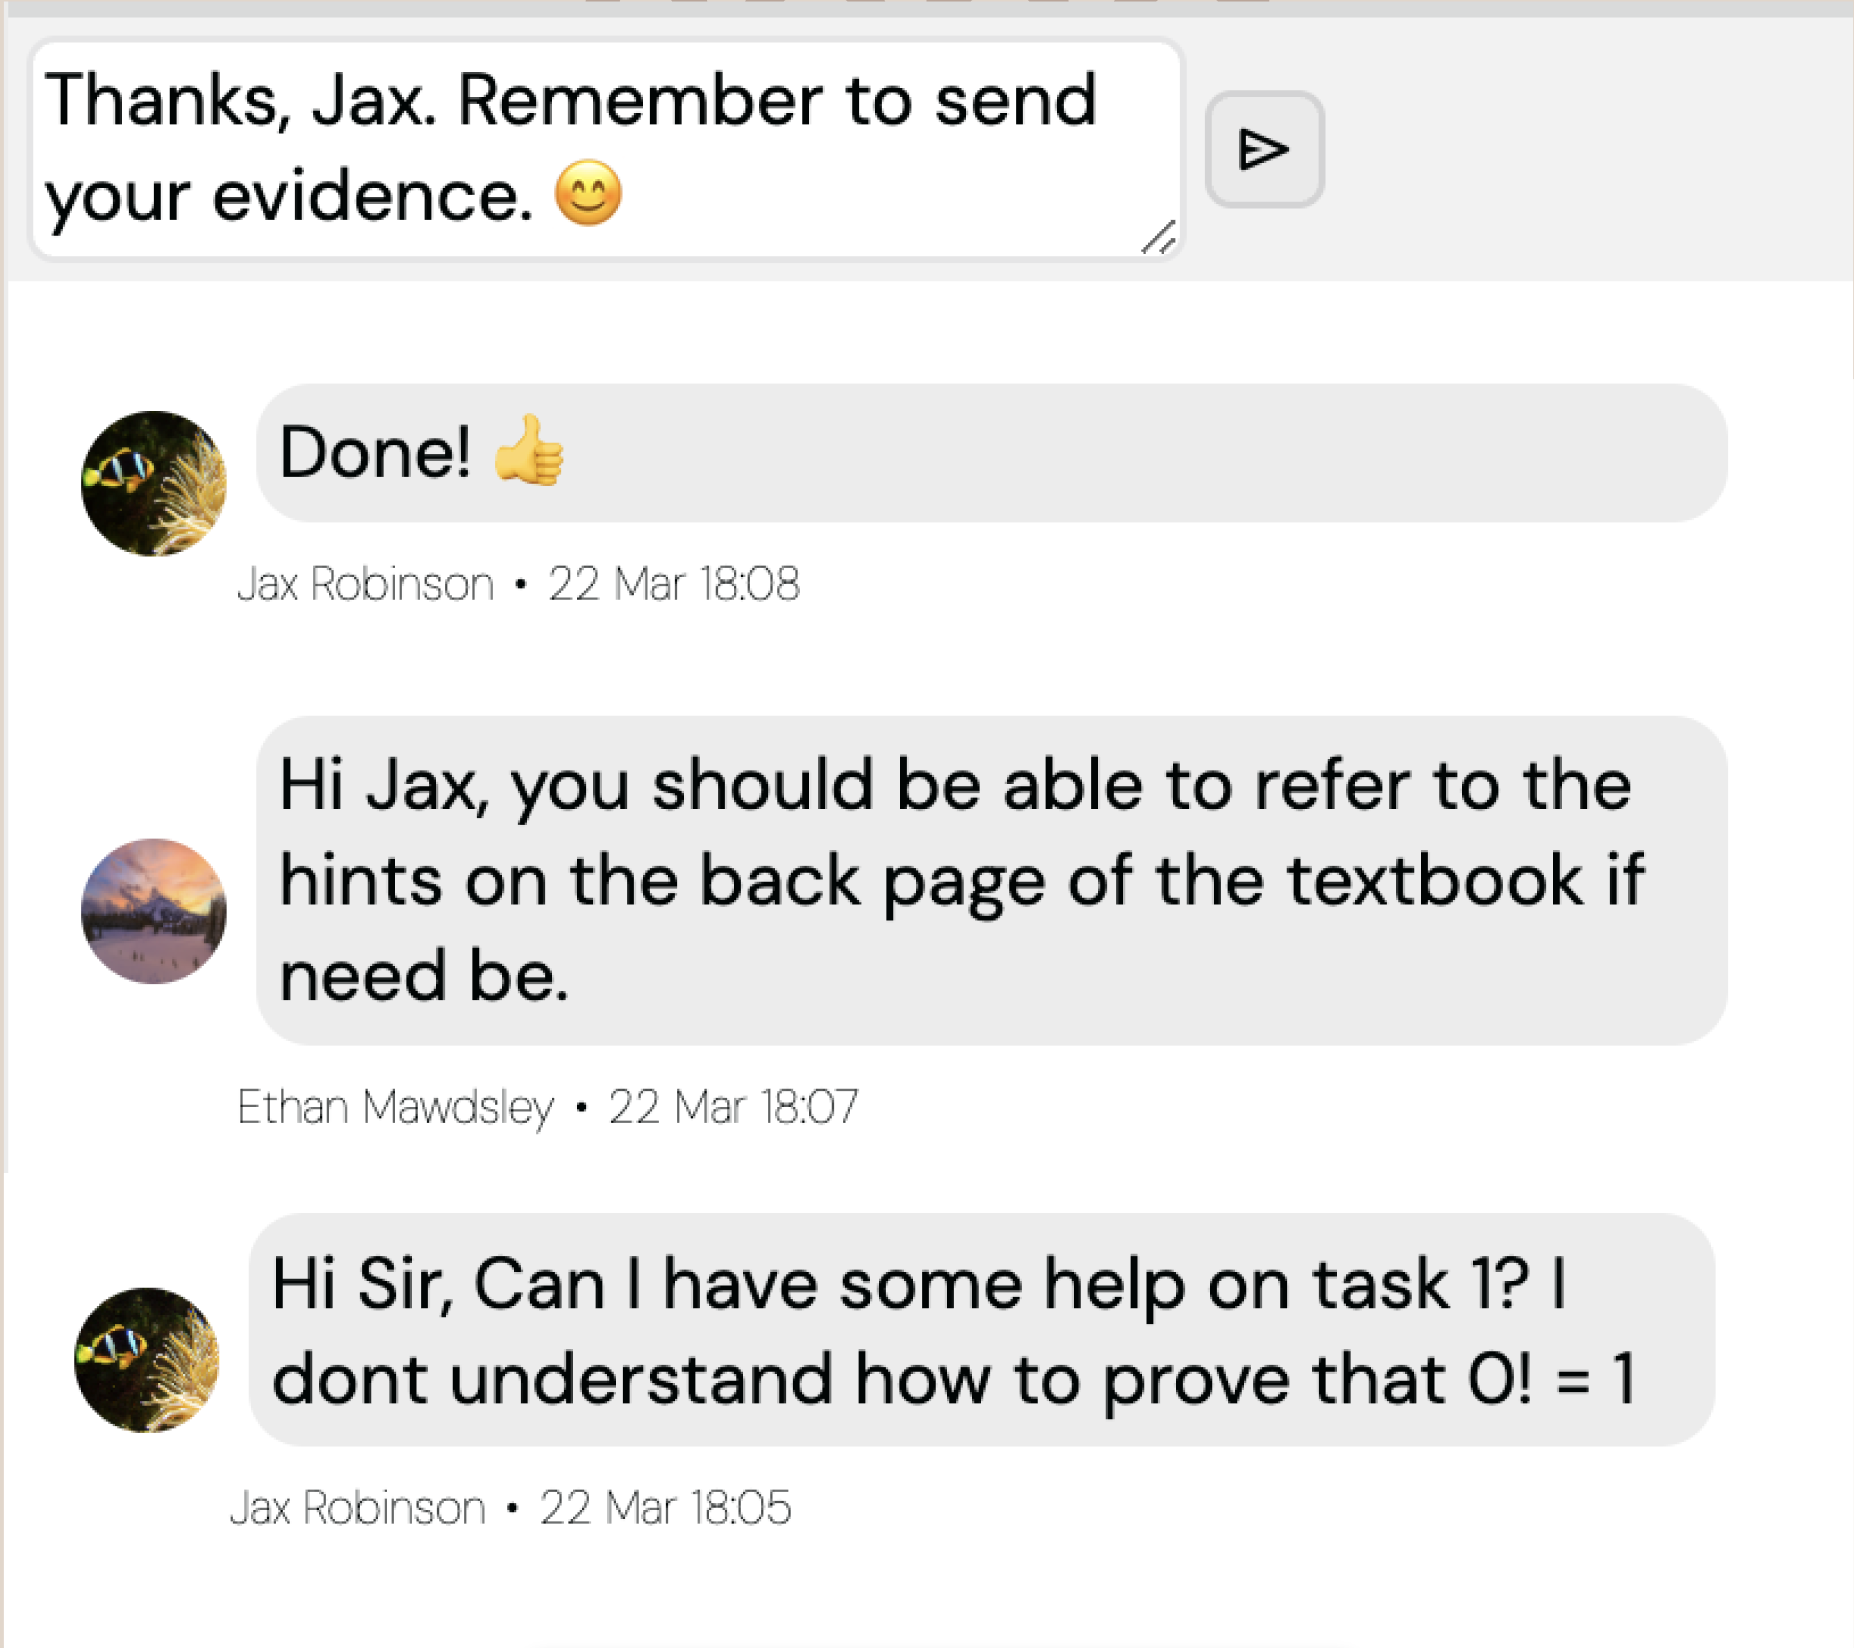 Thanks, Jax. Remember to send
your evidence. 😊
Done! 👍
Jax Robinson • 22 Mar 18:08
Hi Jax, you should be able to refer to the
hints on the back page of the textbook if
need be.
Ethan Mawdsley • 22 Mar 18:07
Hi Sir, Can I have some help on task 1? I
dont understand how to prove that 0! = 1
Jax Robinson • 22 Mar 18:05